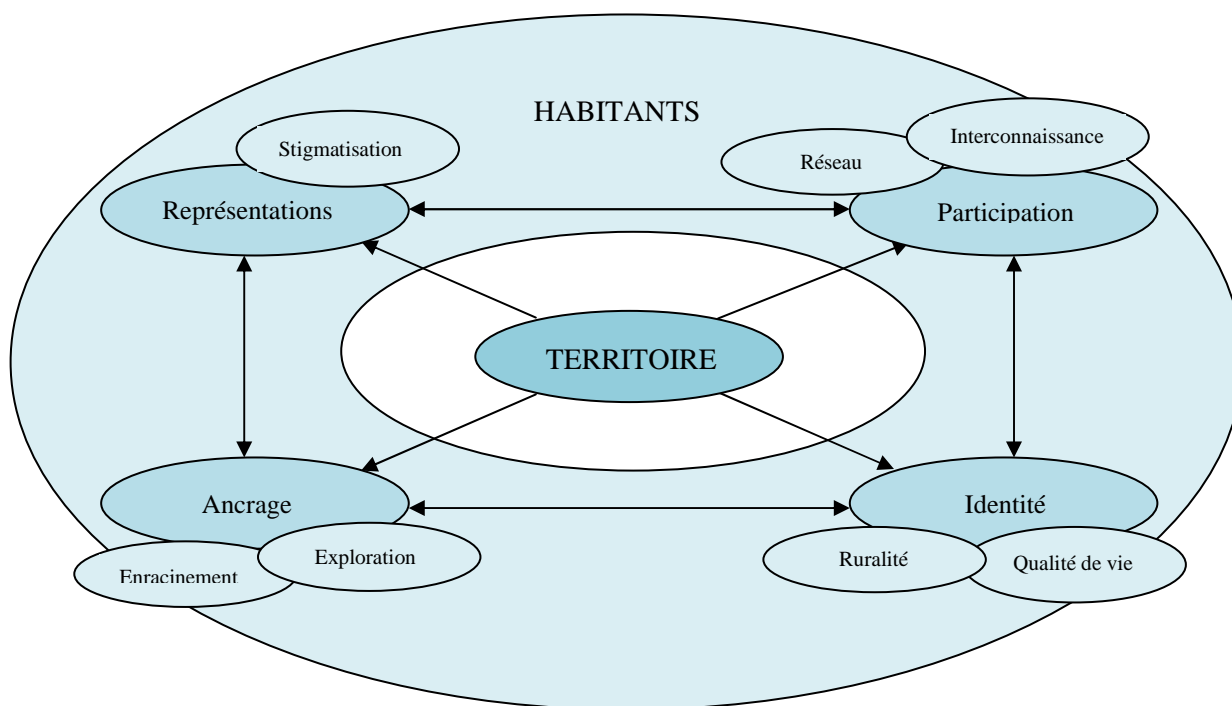 HABITANTS
Stigmatisation
Interconnaissance
Réseau
Représentations
Participation
TERRITOIRE
Ancrage
Identité
Exploration
Enracinement
Ruralité
Qualité de vie